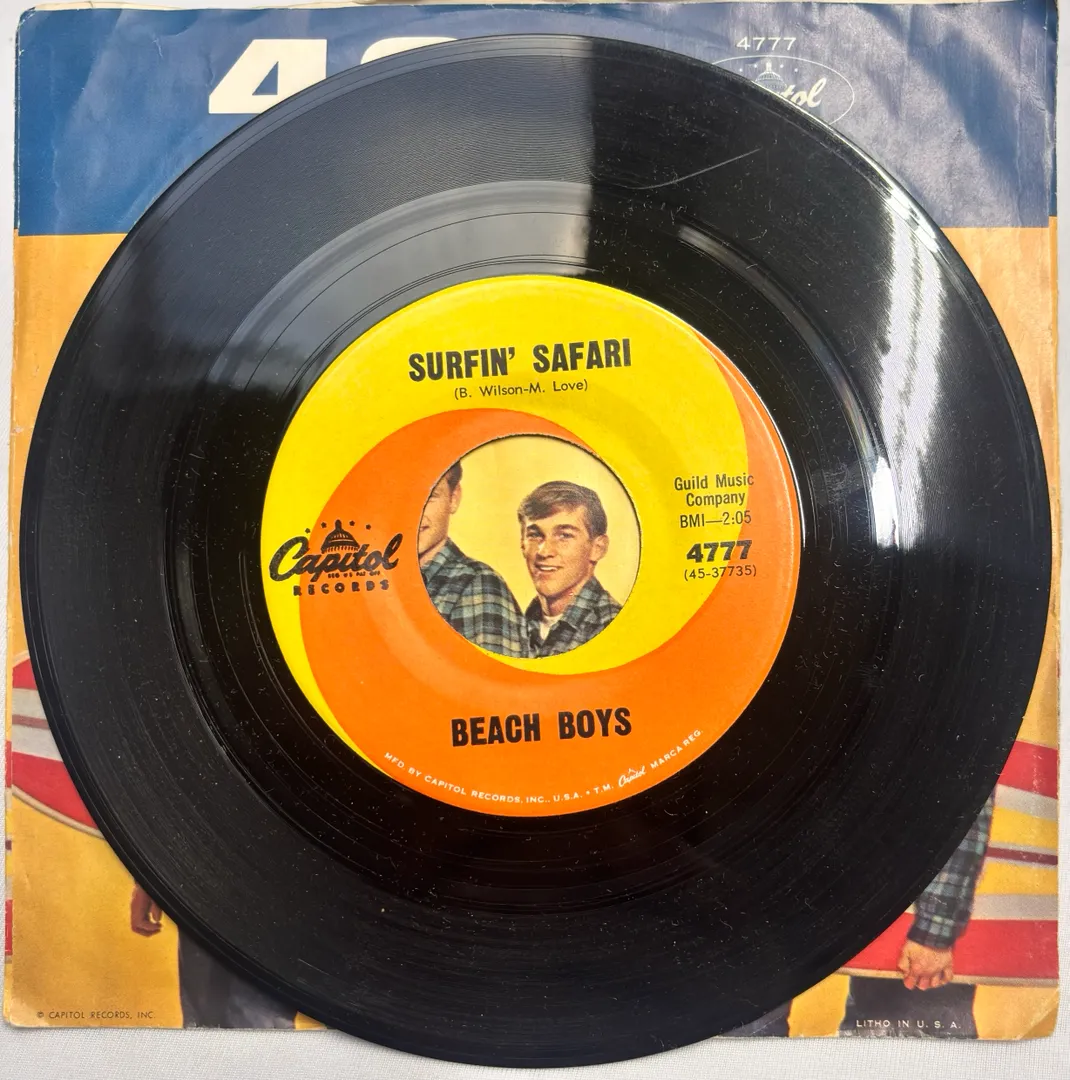 4777
SURFIN' SAFARI
(B. Wilson-M. Love)
Guild Music
Company
BMI—2:05
4777
(45-37735)
Capitol
RECORDS
BEACH BOYS
MFD. BY CAPITOL RECORDS, INC., U.S.A. • T.M. Capitol MARCA REG.
© CAPITOL RECORDS, INC.
LITHO IN U. S. A.